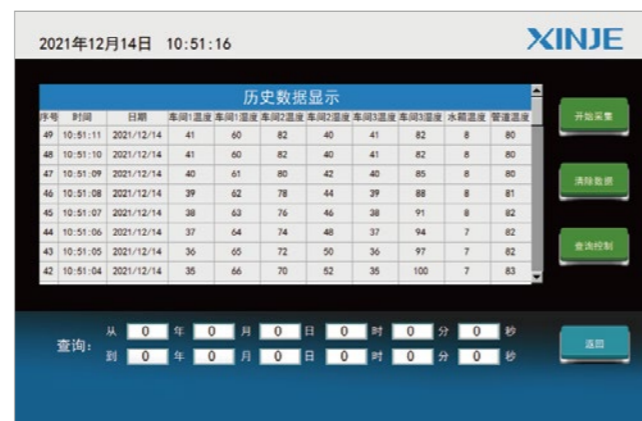 2021年12月14日 10:51:16 XINJE
历史数据显示
序号 时间 日期 车间1温度 车间1湿度 车间2温度 车间2湿度 车间3温度 车间3湿度 水箱温度 管道温度
49 10:51:11 2021/12/14 41 60 82 40 41 82 8 80
48 10:51:10 2021/12/14 41 60 82 40 41 82 8 80
47 10:51:09 2021/12/14 40 61 80 42 40 85 8 80
46 10:51:08 2021/12/14 39 62 78 44 39 88 8 81
45 10:51:07 2021/12/14 38 63 76 46 38 91 8 82
44 10:51:06 2021/12/14 37 64 74 48 37 94 7 82
43 10:51:05 2021/12/14 36 65 72 50 36 97 7 82
42 10:51:04 2021/12/14 35 66 70 52 35 100 7 83
开始采集
清除数据
查询控制
查询:
从 0 年 0 月 0 日 0 时 0 分 0 秒
到 0 年 0 月 0 日 0 时 0 分 0 秒
返回